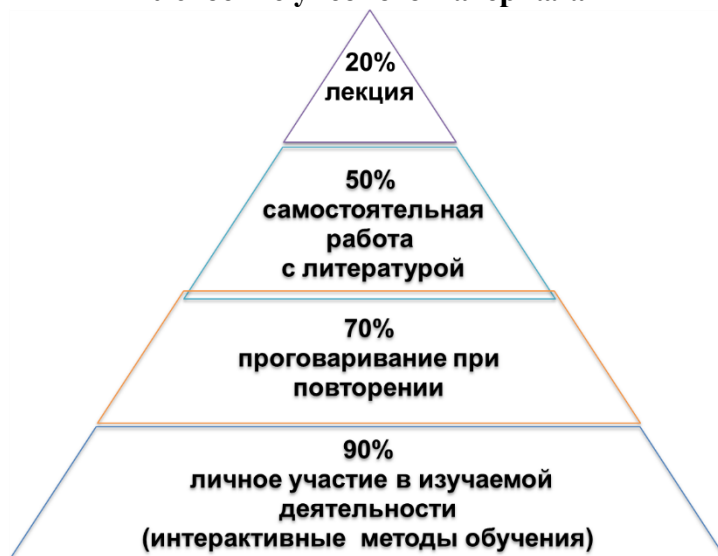 20%
лекция
50%
самостоятельная
работа
с литературой
70%
проговаривание при
повторении
90%
личное участие в изучаемой
деятельности
(интерактивные методы обучения)